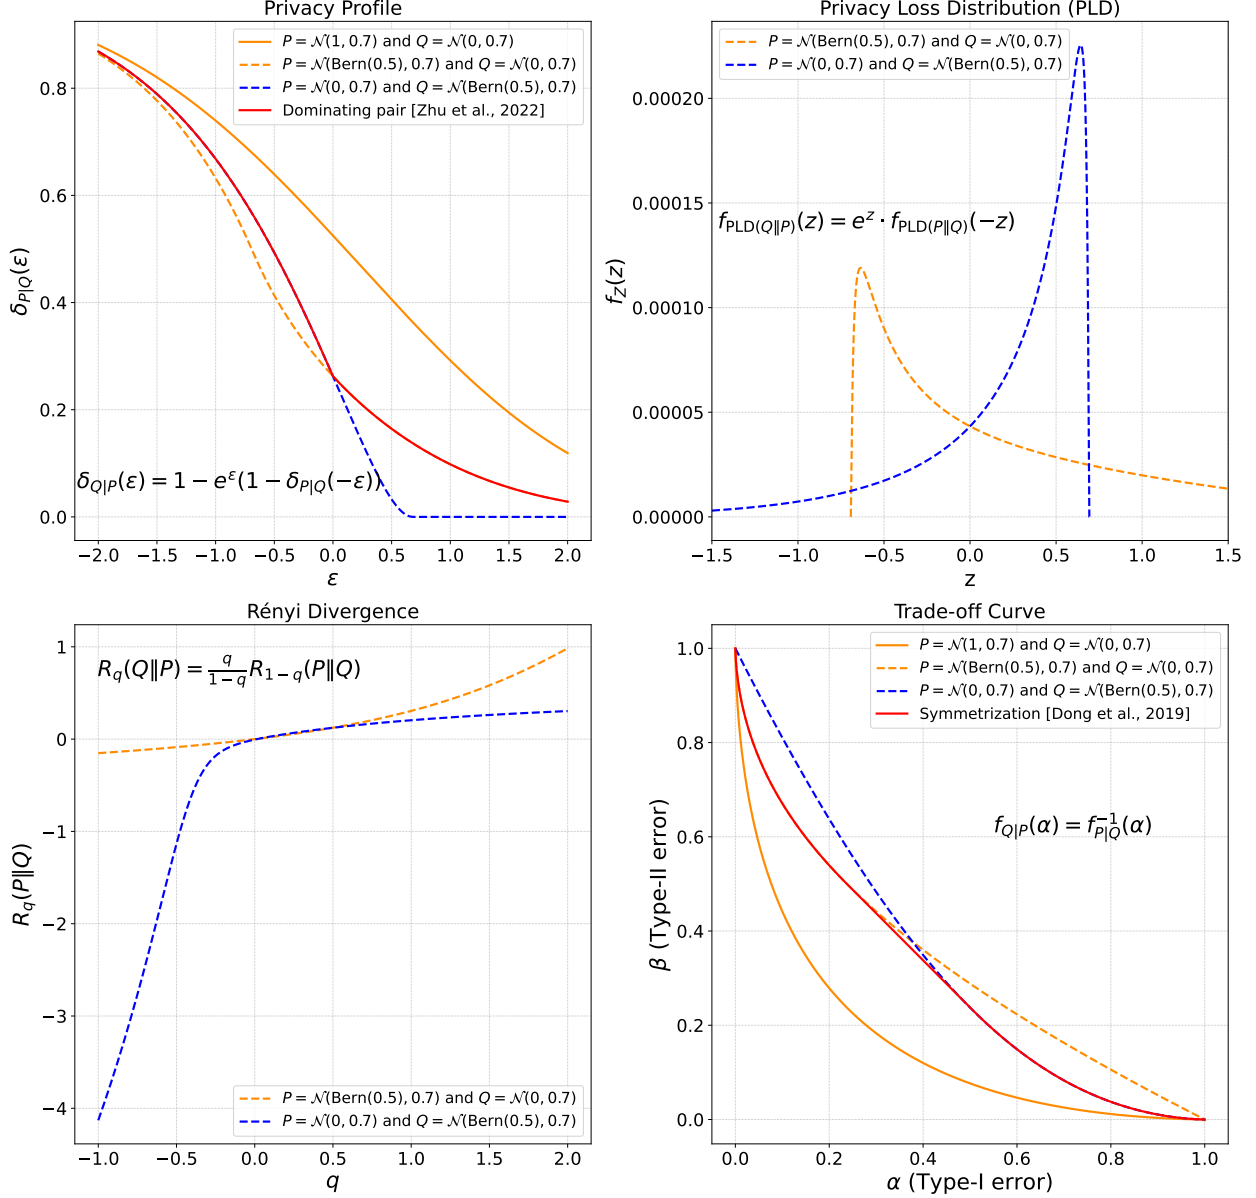 Privacy Profile
P = 𝒩(1, 0.7) and Q = 𝒩(0, 0.7)
P = 𝒩(Bern(0.5), 0.7) and Q = 𝒩(0, 0.7)
P = 𝒩(0, 0.7) and Q = 𝒩(Bern(0.5), 0.7)
Dominating pair [Zhu et al., 2022]
0.8
0.6
0.4
0.2
0.0
δ_{P|Q}(ε)
δ_{Q|P}(ε) = 1 − e^ε(1 − δ_{P|Q}(−ε))
−2.0 −1.5 −1.0 −0.5 0.0 0.5 1.0 1.5 2.0
ε
Privacy Loss Distribution (PLD)
P = 𝒩(Bern(0.5), 0.7) and Q = 𝒩(0, 0.7)
P = 𝒩(0, 0.7) and Q = 𝒩(Bern(0.5), 0.7)
0.00020
0.00015
0.00010
0.00005
0.00000
f_Z(z)
f_{PLD(Q‖P)}(z) = e^z · f_{PLD(P‖Q)}(−z)
−1.5 −1.0 −0.5 0.0 0.5 1.0 1.5
z
Rényi Divergence
R_q(Q‖P) = \frac{q}{1−q} R_{1−q}(P‖Q)
1
0
−1
−2
−3
−4
R_q(P‖Q)
P = 𝒩(Bern(0.5), 0.7) and Q = 𝒩(0, 0.7)
P = 𝒩(0, 0.7) and Q = 𝒩(Bern(0.5), 0.7)
−1.0 −0.5 0.0 0.5 1.0 1.5 2.0
q
Trade-off Curve
P = 𝒩(1, 0.7) and Q = 𝒩(0, 0.7)
P = 𝒩(Bern(0.5), 0.7) and Q = 𝒩(0, 0.7)
P = 𝒩(0, 0.7) and Q = 𝒩(Bern(0.5), 0.7)
Symmetrization [Dong et al., 2019]
1.0
0.8
0.6
0.4
0.2
0.0
β (Type-II error)
f_{Q|P}(α) = f_{P|Q}^{−1}(α)
0.0 0.2 0.4 0.6 0.8 1.0
α (Type-I error)